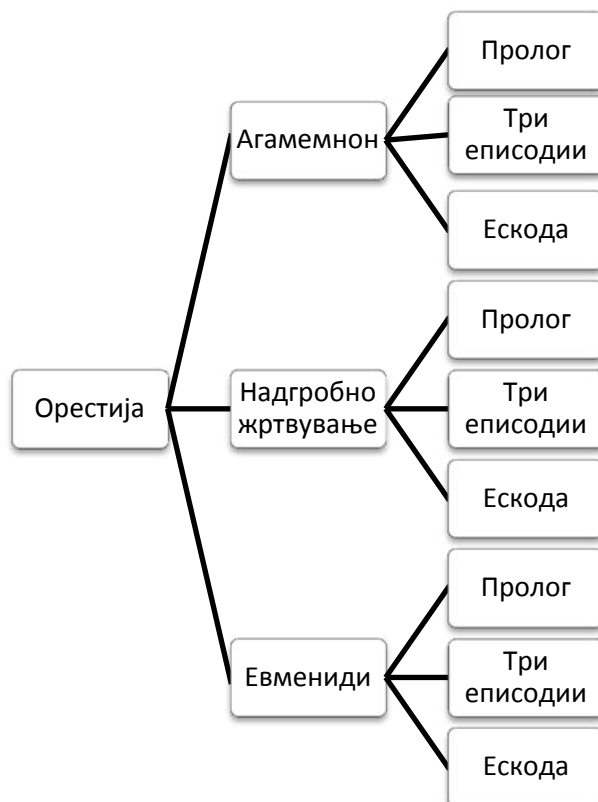 Орестија
Агамемнон
Пролог
Три
еписодии
Ескода
Надгробно
жртвување
Пролог
Три
еписодии
Ескода
Евмениди
Пролог
Три
еписодии
Ескода